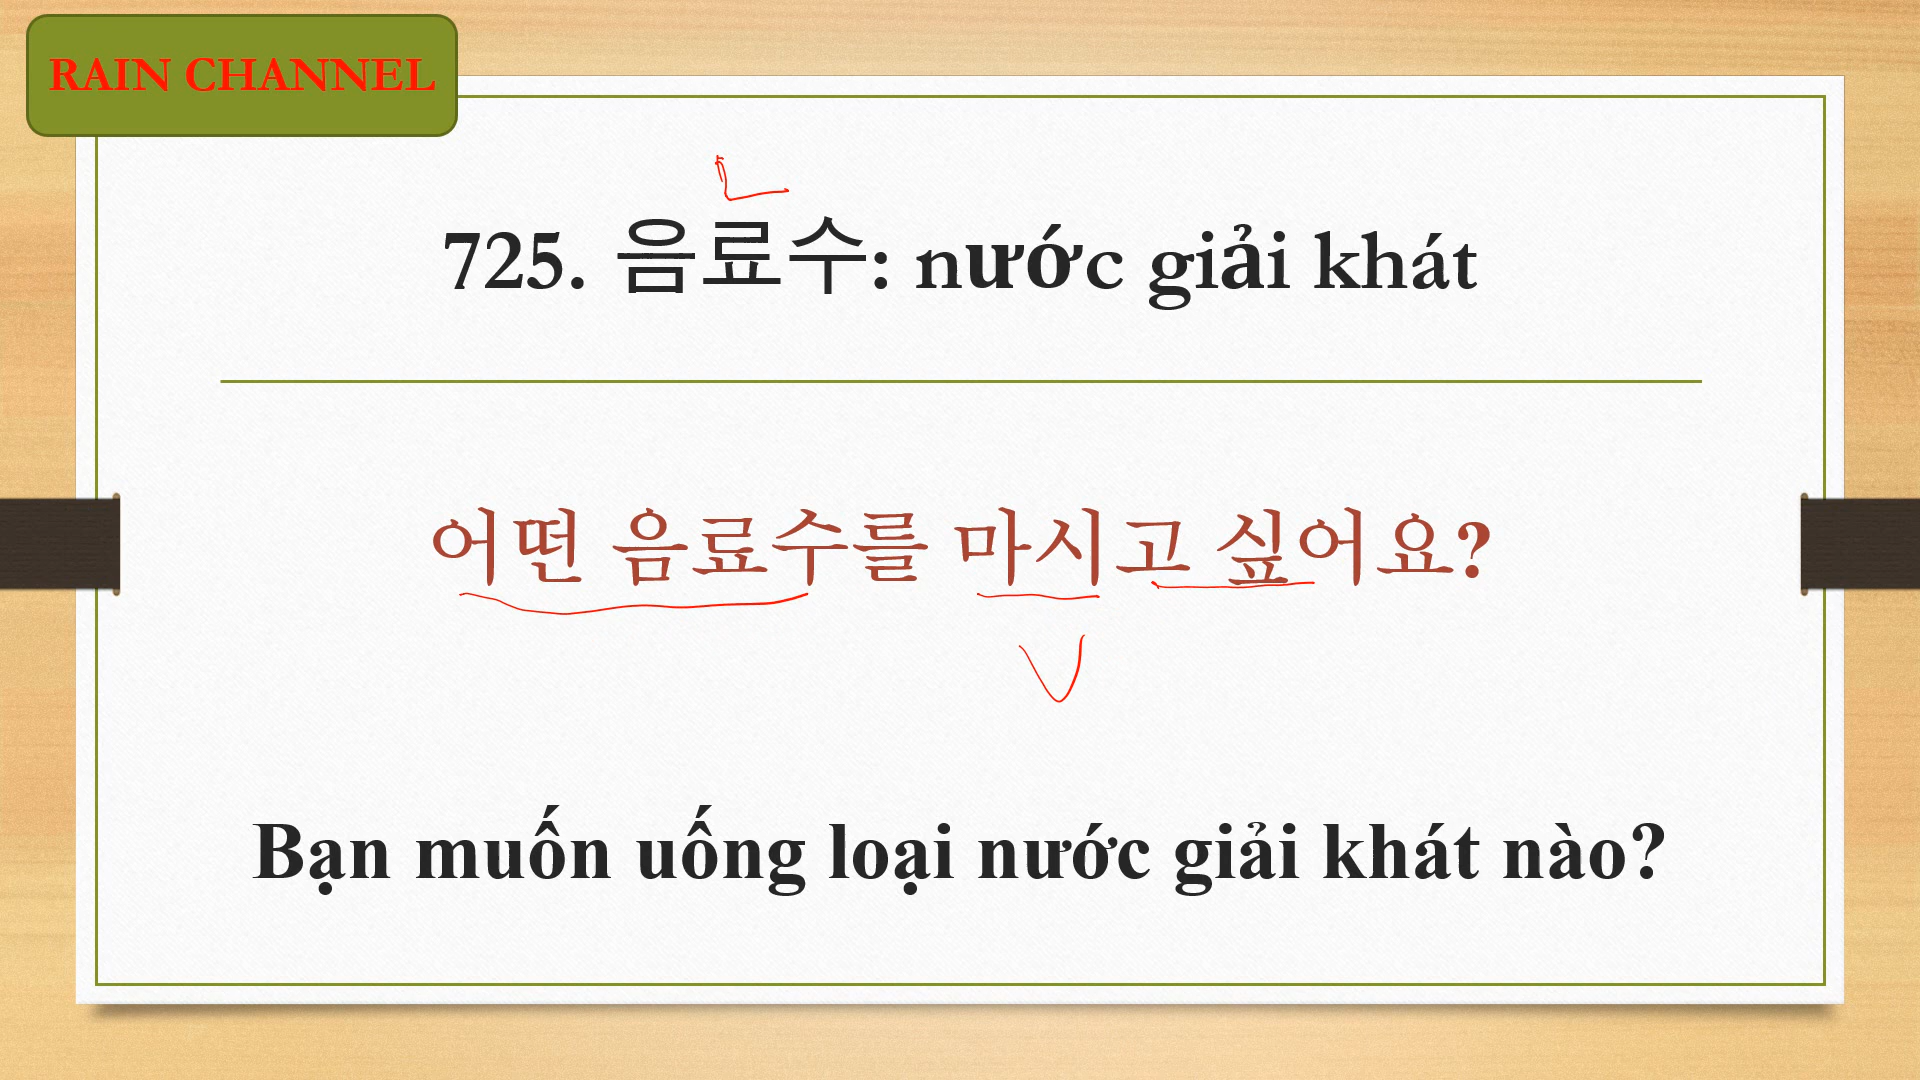 RAIN CHANNEL
ㄴ
725. 음료수: nước giải khát
어떤 음료수를 마시고 싶어요?
V
Bạn muốn uống loại nước giải khát nào?